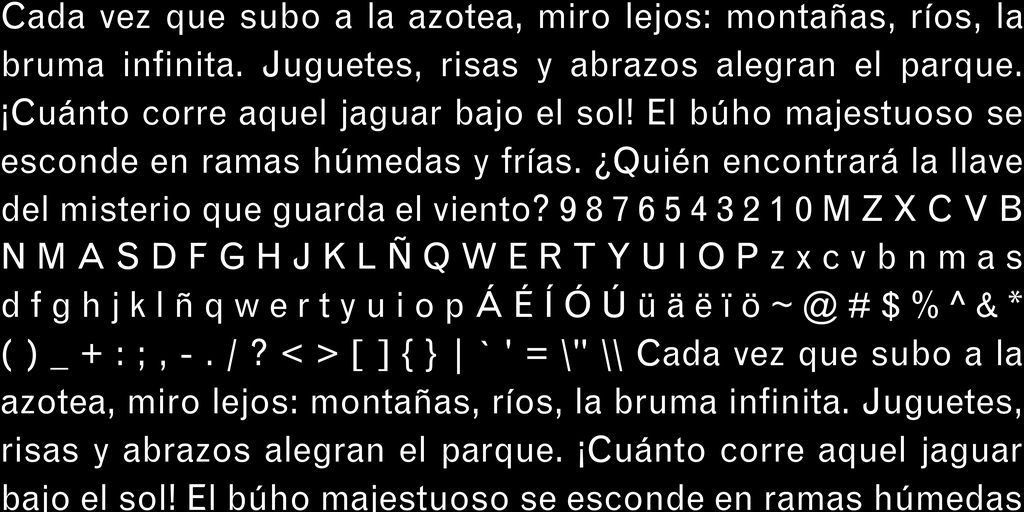 Cada vez que subo a la azotea, miro lejos: montañas, ríos, la
bruma infinita. Juguetes, risas y abrazos alegran el parque.
¡Cuánto corre aquel jaguar bajo el sol! El búho majestuoso se
esconde en ramas húmedas y frías. ¿Quién encontrará la llave
del misterio que guarda el viento? 9 8 7 6 5 4 3 2 1 0 M Z X C V B
N M A S D F G H J K L Ñ Q W E R T Y U I O P z x c v b n m a s
d f g h j k l ñ q w e r t y u i o p Á É Í Ó Ú ü ä ë ï ö ~ @ # $ % ^ & *
( ) _ + : ; , - . / ? < > [ ] { } | ` ' = \" \\ Cada vez que subo a la
azotea, miro lejos: montañas, ríos, la bruma infinita. Juguetes,
risas y abrazos alegran el parque. ¡Cuánto corre aquel jaguar
bajo el sol! El búho majestuoso se esconde en ramas húmedas